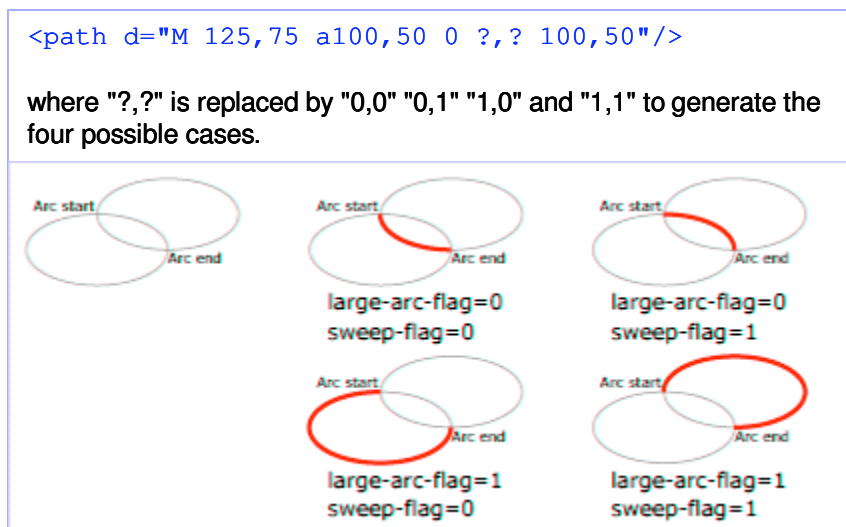 <path d="M 125,75 a100,50 0 ?,? 100,50"/>
where "?,?" is replaced by "0,0" "0,1" "1,0" and "1,1" to generate the
four possible cases.
Arc start
Arc end
Arc start
Arc end
large-arc-flag=0
sweep-flag=0
Arc start
Arc end
large-arc-flag=0
sweep-flag=1
Arc start
Arc end
large-arc-flag=1
sweep-flag=0
Arc start
Arc end
large-arc-flag=1
sweep-flag=1